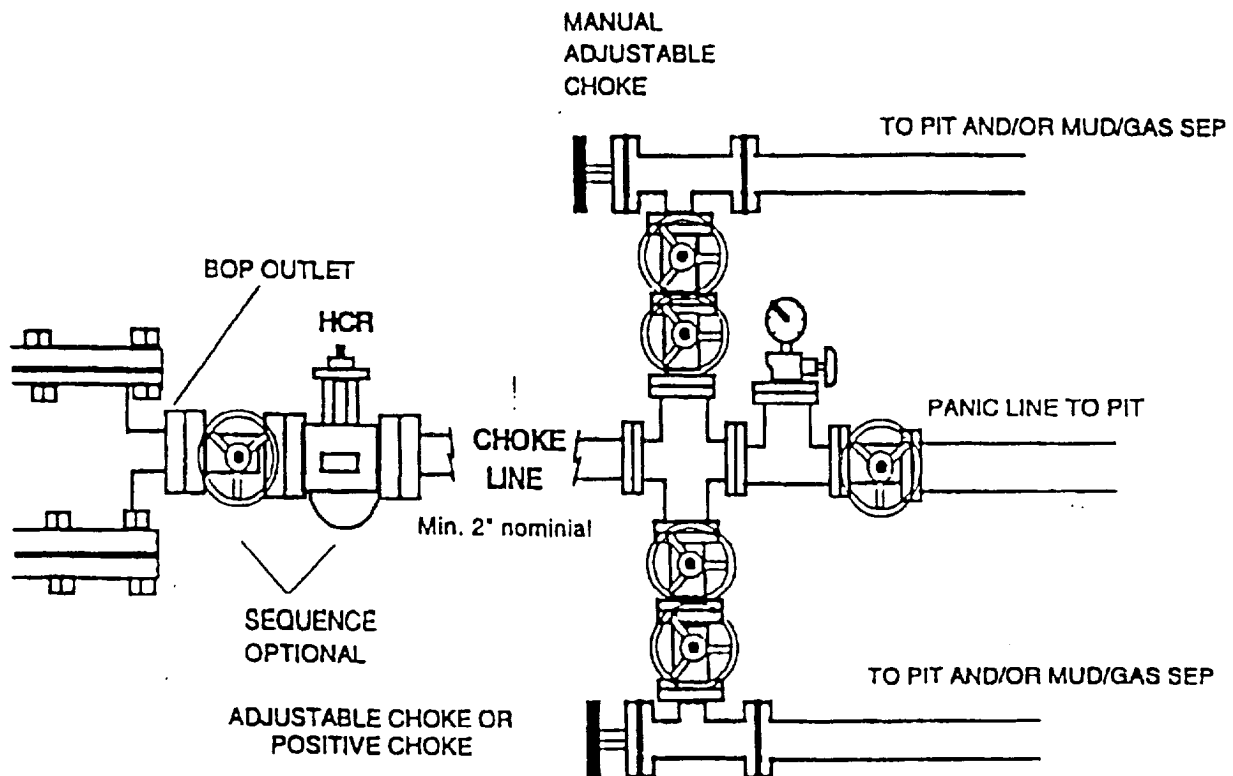 MANUAL
ADJUSTABLE
CHOKE
TO PIT AND/OR MUD/GAS SEP
BOP OUTLET
HCR
PANIC LINE TO PIT
CHOKE
LINE
Min. 2" nominial
SEQUENCE
OPTIONAL
TO PIT AND/OR MUD/GAS SEP
ADJUSTABLE CHOKE OR
POSITIVE CHOKE